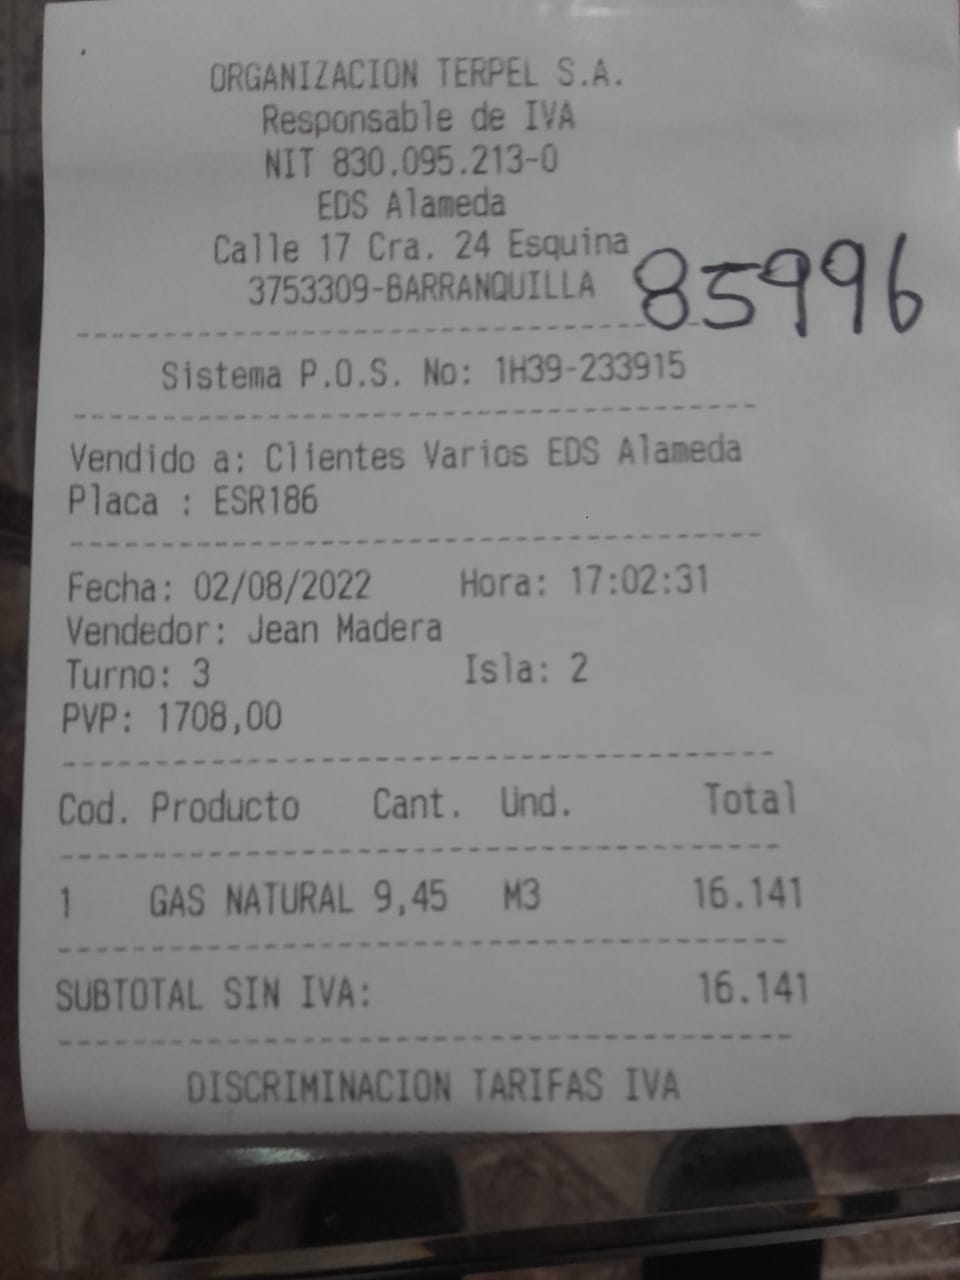 ORGANIZACION TERPEL S.A.
Responsable de IVA
NIT 830.095.213-0
EDS Alameda
Calle 17 Cra. 24 Esquina
3753309-BARRANQUILLA
85996
Sistema P.O.S. No: 1H39-233915
Vendido a: Clientes Varios EDS Alameda
Placa : ESR186
Fecha: 02/08/2022 Hora: 17:02:31
Vendedor: Jean Madera
Turno: 3 Isla: 2
PVP: 1708,00
Cod. Producto Cant. Und. Total
1 GAS NATURAL 9,45 M3 16.141
SUBTOTAL SIN IVA: 16.141
DISCRIMINACION TARIFAS IVA